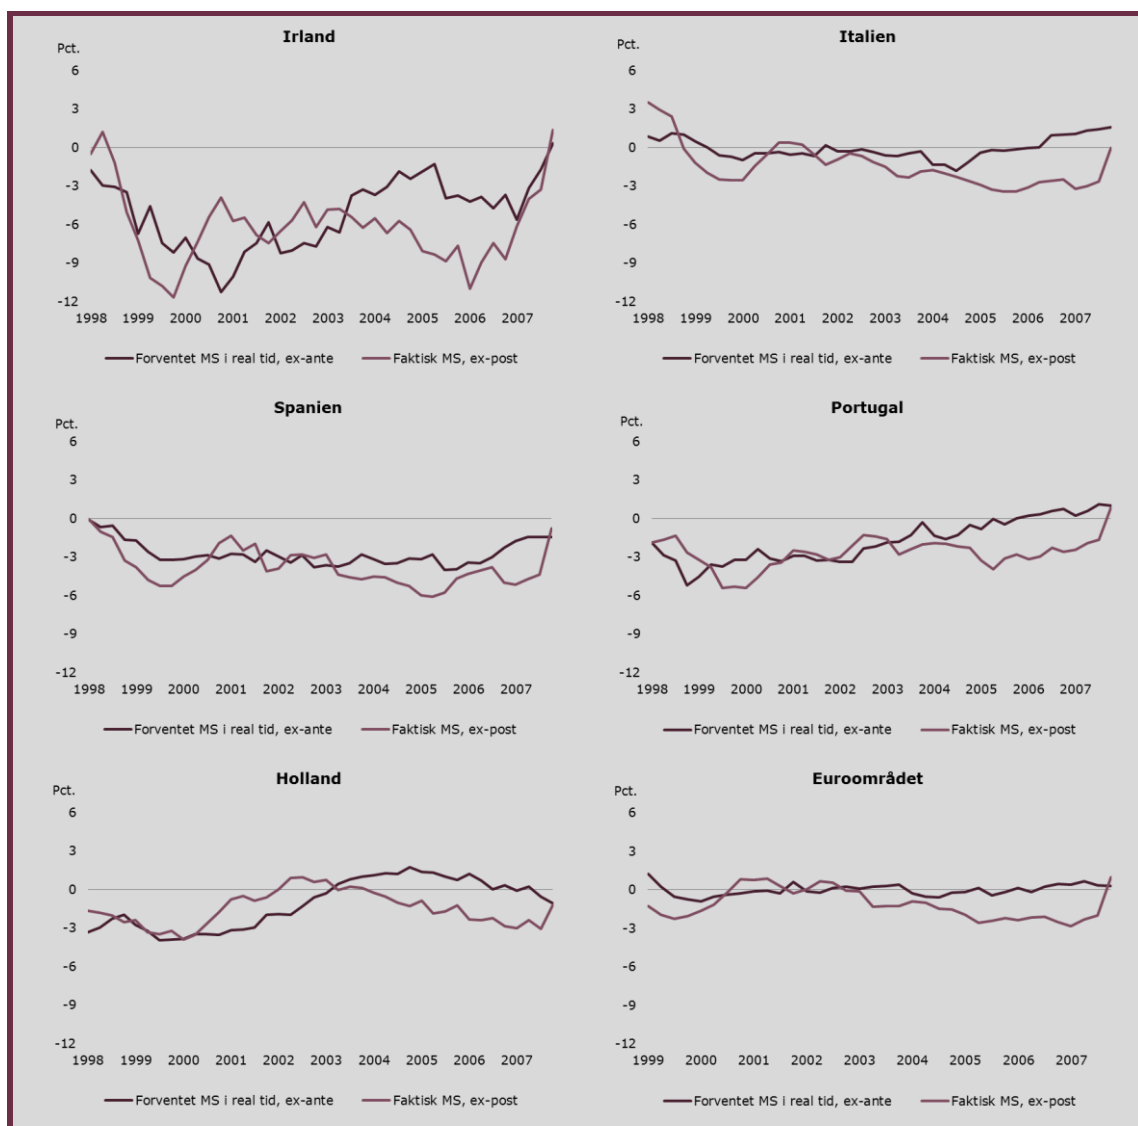 Irland
Pct.
6
3
0
-3
-6
-9
-12
1998 1999 2000 2001 2002 2003 2004 2005 2006 2007
Forventet MS i real tid, ex-ante Faktisk MS, ex-post
Italien
Pct.
6
3
0
-3
-6
-9
-12
1998 1999 2000 2001 2002 2003 2004 2005 2006 2007
Forventet MS i real tid, ex-ante Faktisk MS, ex-post
Spanien
Pct.
6
3
0
-3
-6
-9
-12
1998 1999 2000 2001 2002 2003 2004 2005 2006 2007
Forventet MS i real tid, ex-ante Faktisk MS, ex-post
Portugal
Pct.
6
3
0
-3
-6
-9
-12
1998 1999 2000 2001 2002 2003 2004 2005 2006 2007
Forventet MS i real tid, ex-ante Faktisk MS, ex-post
Holland
Pct.
6
3
0
-3
-6
-9
-12
1998 1999 2000 2001 2002 2003 2004 2005 2006 2007
Forventet MS i real tid, ex-ante Faktisk MS, ex-post
Euroområdet
Pct.
6
3
0
-3
-6
-9
-12
1999 2000 2001 2002 2003 2004 2005 2006 2007
Forventet MS i real tid, ex-ante Faktisk MS, ex-post